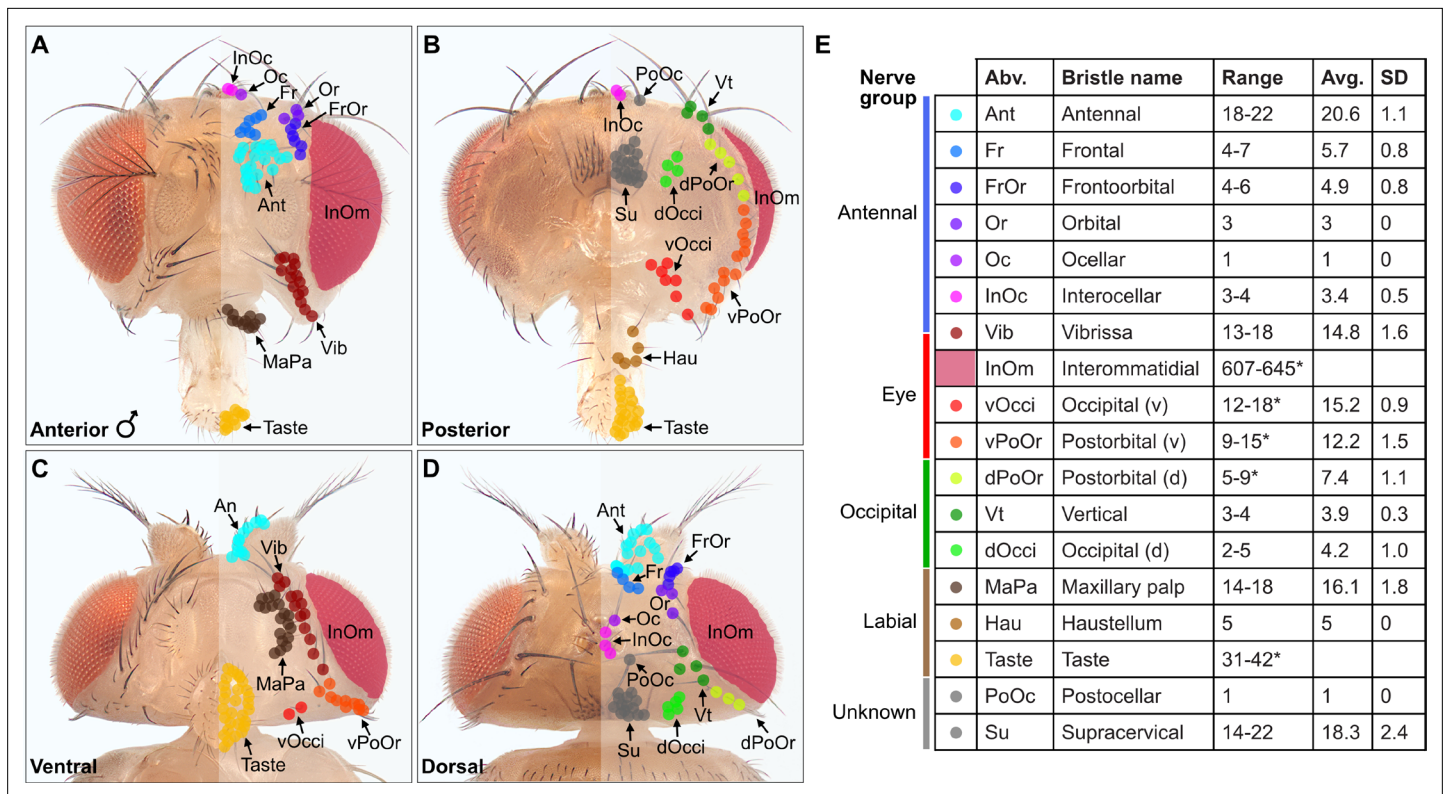 A
InOc
Oc
Fr
Or
FrOr
InOm
Ant
MaPa
Vib
Taste
Anterior ♂
B
PoOc
Vt
InOc
dPoOr
InOm
Su
dOcci
vOcci
vPoOr
Hau
Taste
Posterior
C
An
Vib
InOm
MaPa
vOcci
vPoOr
Taste
Ventral
D
Ant
FrOr
Fr
Or
Oc
InOc
InOm
PoOc
Vt
Su
dOcci
dPoOr
Dorsal
E
Nerve group Abv. Bristle name Range Avg. SD
Antennal
Ant Antennal 18-22 20.6 1.1
Fr Frontal 4-7 5.7 0.8
FrOr Frontoorbital 4-6 4.9 0.8
Or Orbital 3 3 0
Oc Ocellar 1 1 0
InOc Interocellar 3-4 3.4 0.5
Vib Vibrissa 13-18 14.8 1.6
Eye
InOm Interommatidial 607-645*
vOcci Occipital (v) 12-18* 15.2 0.9
vPoOr Postorbital (v) 9-15* 12.2 1.5
Occipital
dPoOr Postorbital (d) 5-9* 7.4 1.1
Vt Vertical 3-4 3.9 0.3
dOcci Occipital (d) 2-5 4.2 1.0
Labial
MaPa Maxillary palp 14-18 16.1 1.8
Hau Haustellum 5 5 0
Taste Taste 31-42*
Unknown
PoOc Postocellar 1 1 0
Su Supracervical 14-22 18.3 2.4